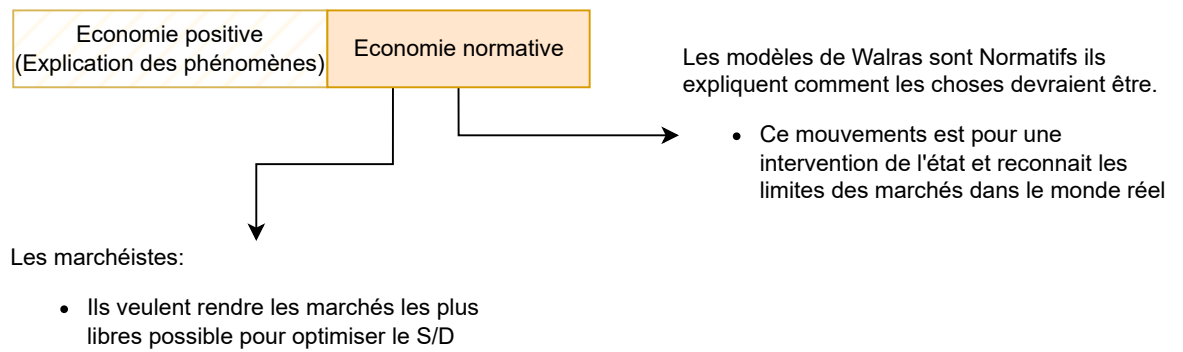 Economie positive
(Explication des phénomènes)
Economie normative
Les modèles de Walras sont Normatifs ils
expliquent comment les choses devraient être.
• Ce mouvements est pour une
intervention de l'état et reconnait les
limites des marchés dans le monde réel
Les marchéistes:
• Ils veulent rendre les marchés les plus
libres possible pour optimiser le S/D